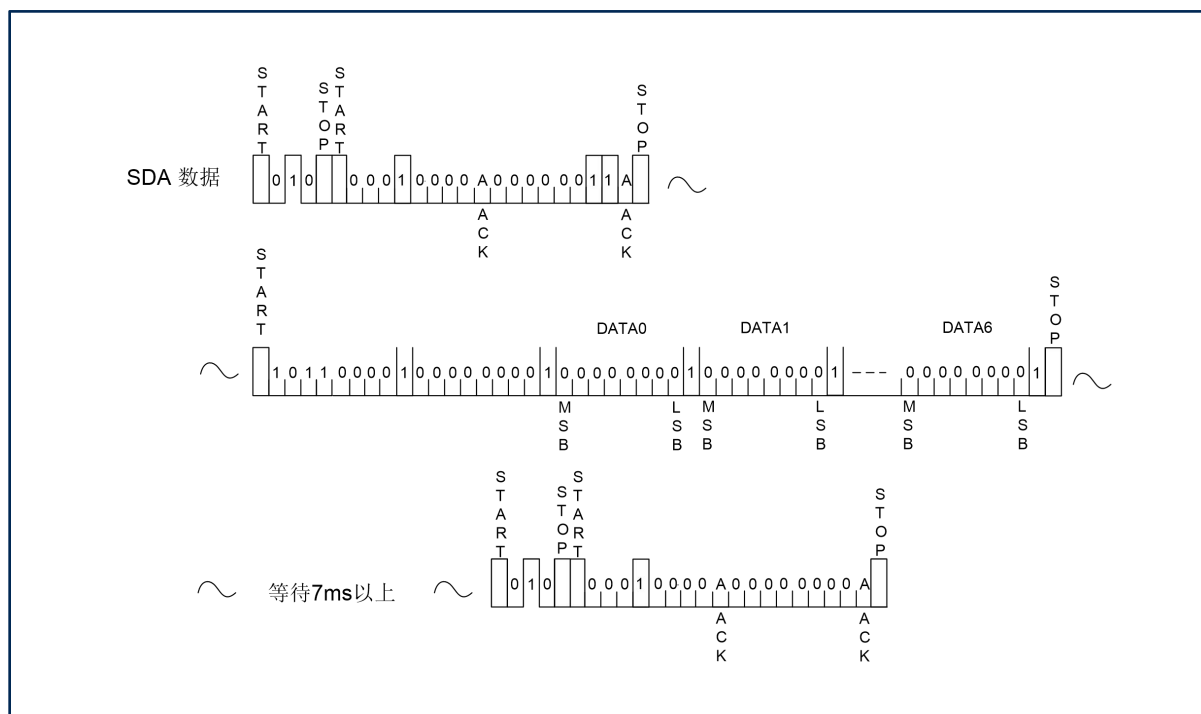 START STOP START STOP
SDA 数据 0 1 0 0 0 0 1 0 0 0 0 A 0 0 0 0 0 0 1 1 A
ACK ACK
START DATA0 DATA1 DATA6 STOP
1 0 1 1 0 0 0 0 1 0 0 0 0 0 0 0 0 1 0 0 0 0 0 0 0 0 1 0 0 0 0 0 0 0 0 1 --- 0 0 0 0 0 0 0 0 1
MSB LSB MSB LSB MSB LSB
START STOP START STOP
等待7ms以上 0 1 0 0 0 0 1 0 0 0 0 A 0 0 0 0 0 0 0 0 A
ACK ACK